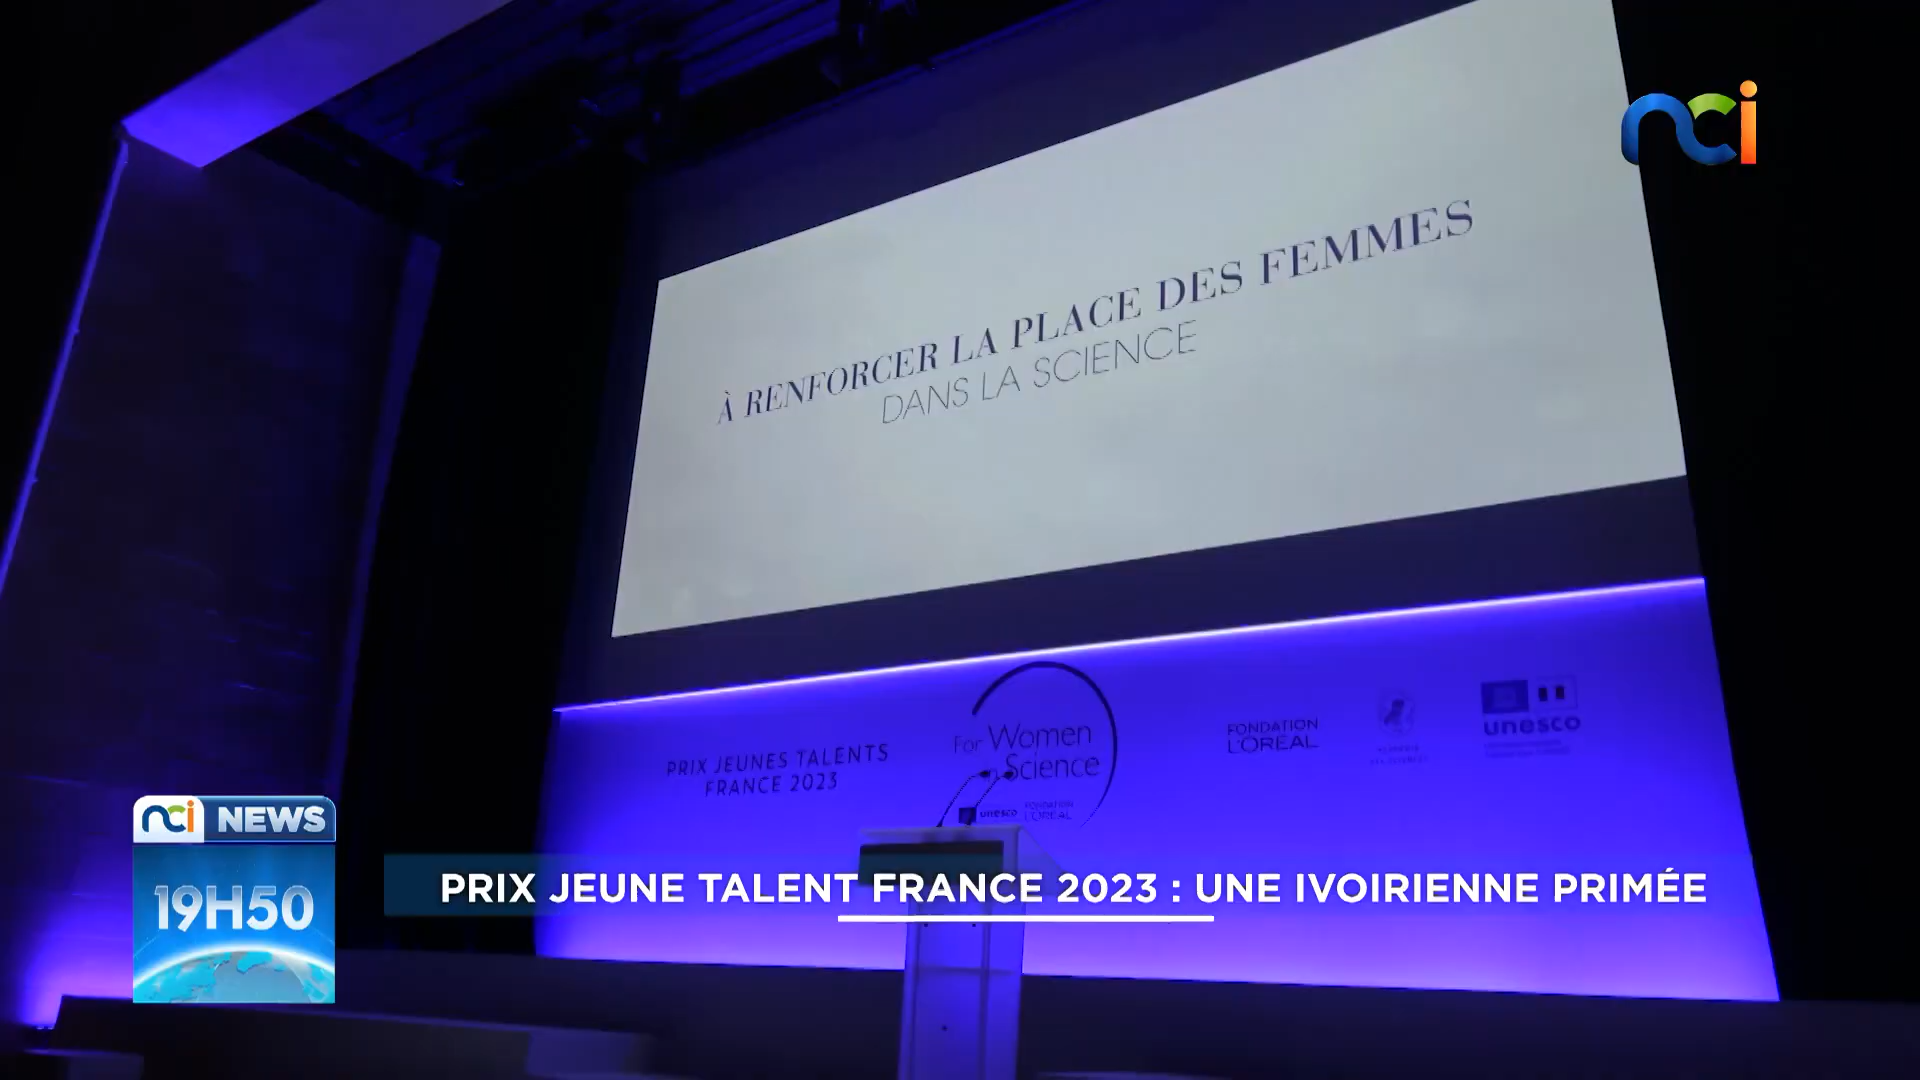 nci
À RENFORCER LA PLACE DES FEMMES
DANS LA SCIENCE
PRIX JEUNES TALENTS
FRANCE 2023
For Women
in Science
unesco
FONDATION
L'ORÉAL
FONDATION
L'ORÉAL
unesco
nci NEWS
19H50
PRIX JEUNE TALENT FRANCE 2023 : UNE IVOIRIENNE PRIMÉE